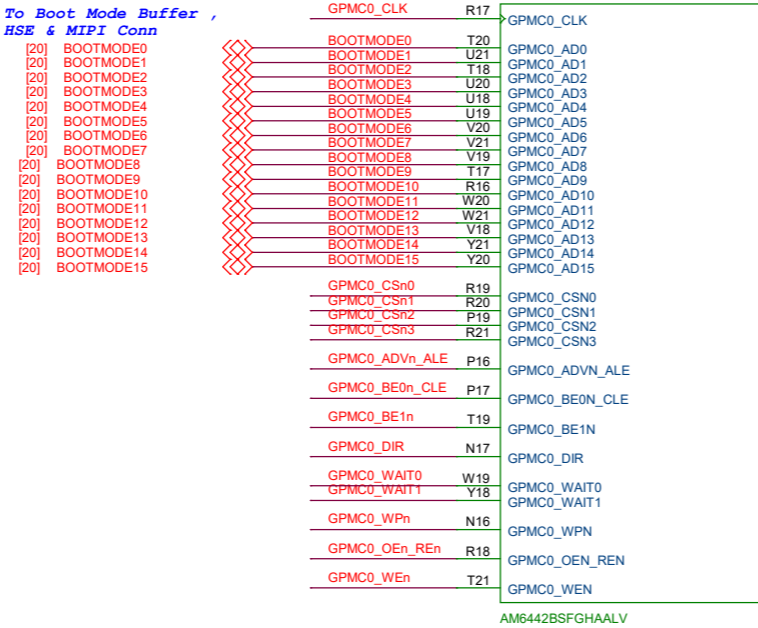 To Boot Mode Buffer ,
HSE & MIPI Conn
GPMC0_CLK R17 GPMC0_CLK
[20] BOOTMODE0 BOOTMODE0 T20 GPMC0_AD0
[20] BOOTMODE1 BOOTMODE1 U21 GPMC0_AD1
[20] BOOTMODE2 BOOTMODE2 T18 GPMC0_AD2
[20] BOOTMODE3 BOOTMODE3 U20 GPMC0_AD3
[20] BOOTMODE4 BOOTMODE4 U18 GPMC0_AD4
[20] BOOTMODE5 BOOTMODE5 U19 GPMC0_AD5
[20] BOOTMODE6 BOOTMODE6 V20 GPMC0_AD6
[20] BOOTMODE7 BOOTMODE7 V21 GPMC0_AD7
[20] BOOTMODE8 BOOTMODE8 V19 GPMC0_AD8
[20] BOOTMODE9 BOOTMODE9 T17 GPMC0_AD9
[20] BOOTMODE10 BOOTMODE10 R16 GPMC0_AD10
[20] BOOTMODE11 BOOTMODE11 W20 GPMC0_AD11
[20] BOOTMODE12 BOOTMODE12 W21 GPMC0_AD12
[20] BOOTMODE13 BOOTMODE13 V18 GPMC0_AD13
[20] BOOTMODE14 BOOTMODE14 Y21 GPMC0_AD14
[20] BOOTMODE15 BOOTMODE15 Y20 GPMC0_AD15
GPMC0_CSn0 R19 GPMC0_CSN0
GPMC0_CSn1 R20 GPMC0_CSN1
GPMC0_CSn2 P19 GPMC0_CSN2
GPMC0_CSn3 R21 GPMC0_CSN3
GPMC0_ADVn_ALE P16 GPMC0_ADVN_ALE
GPMC0_BE0n_CLE P17 GPMC0_BE0N_CLE
GPMC0_BE1n T19 GPMC0_BE1N
GPMC0_DIR N17 GPMC0_DIR
GPMC0_WAIT0 W19 GPMC0_WAIT0
GPMC0_WAIT1 Y18 GPMC0_WAIT1
GPMC0_WPn N16 GPMC0_WPN
GPMC0_OEn_REn R18 GPMC0_OEN_REN
GPMC0_WEn T21 GPMC0_WEN
AM6442BSFGHAALV